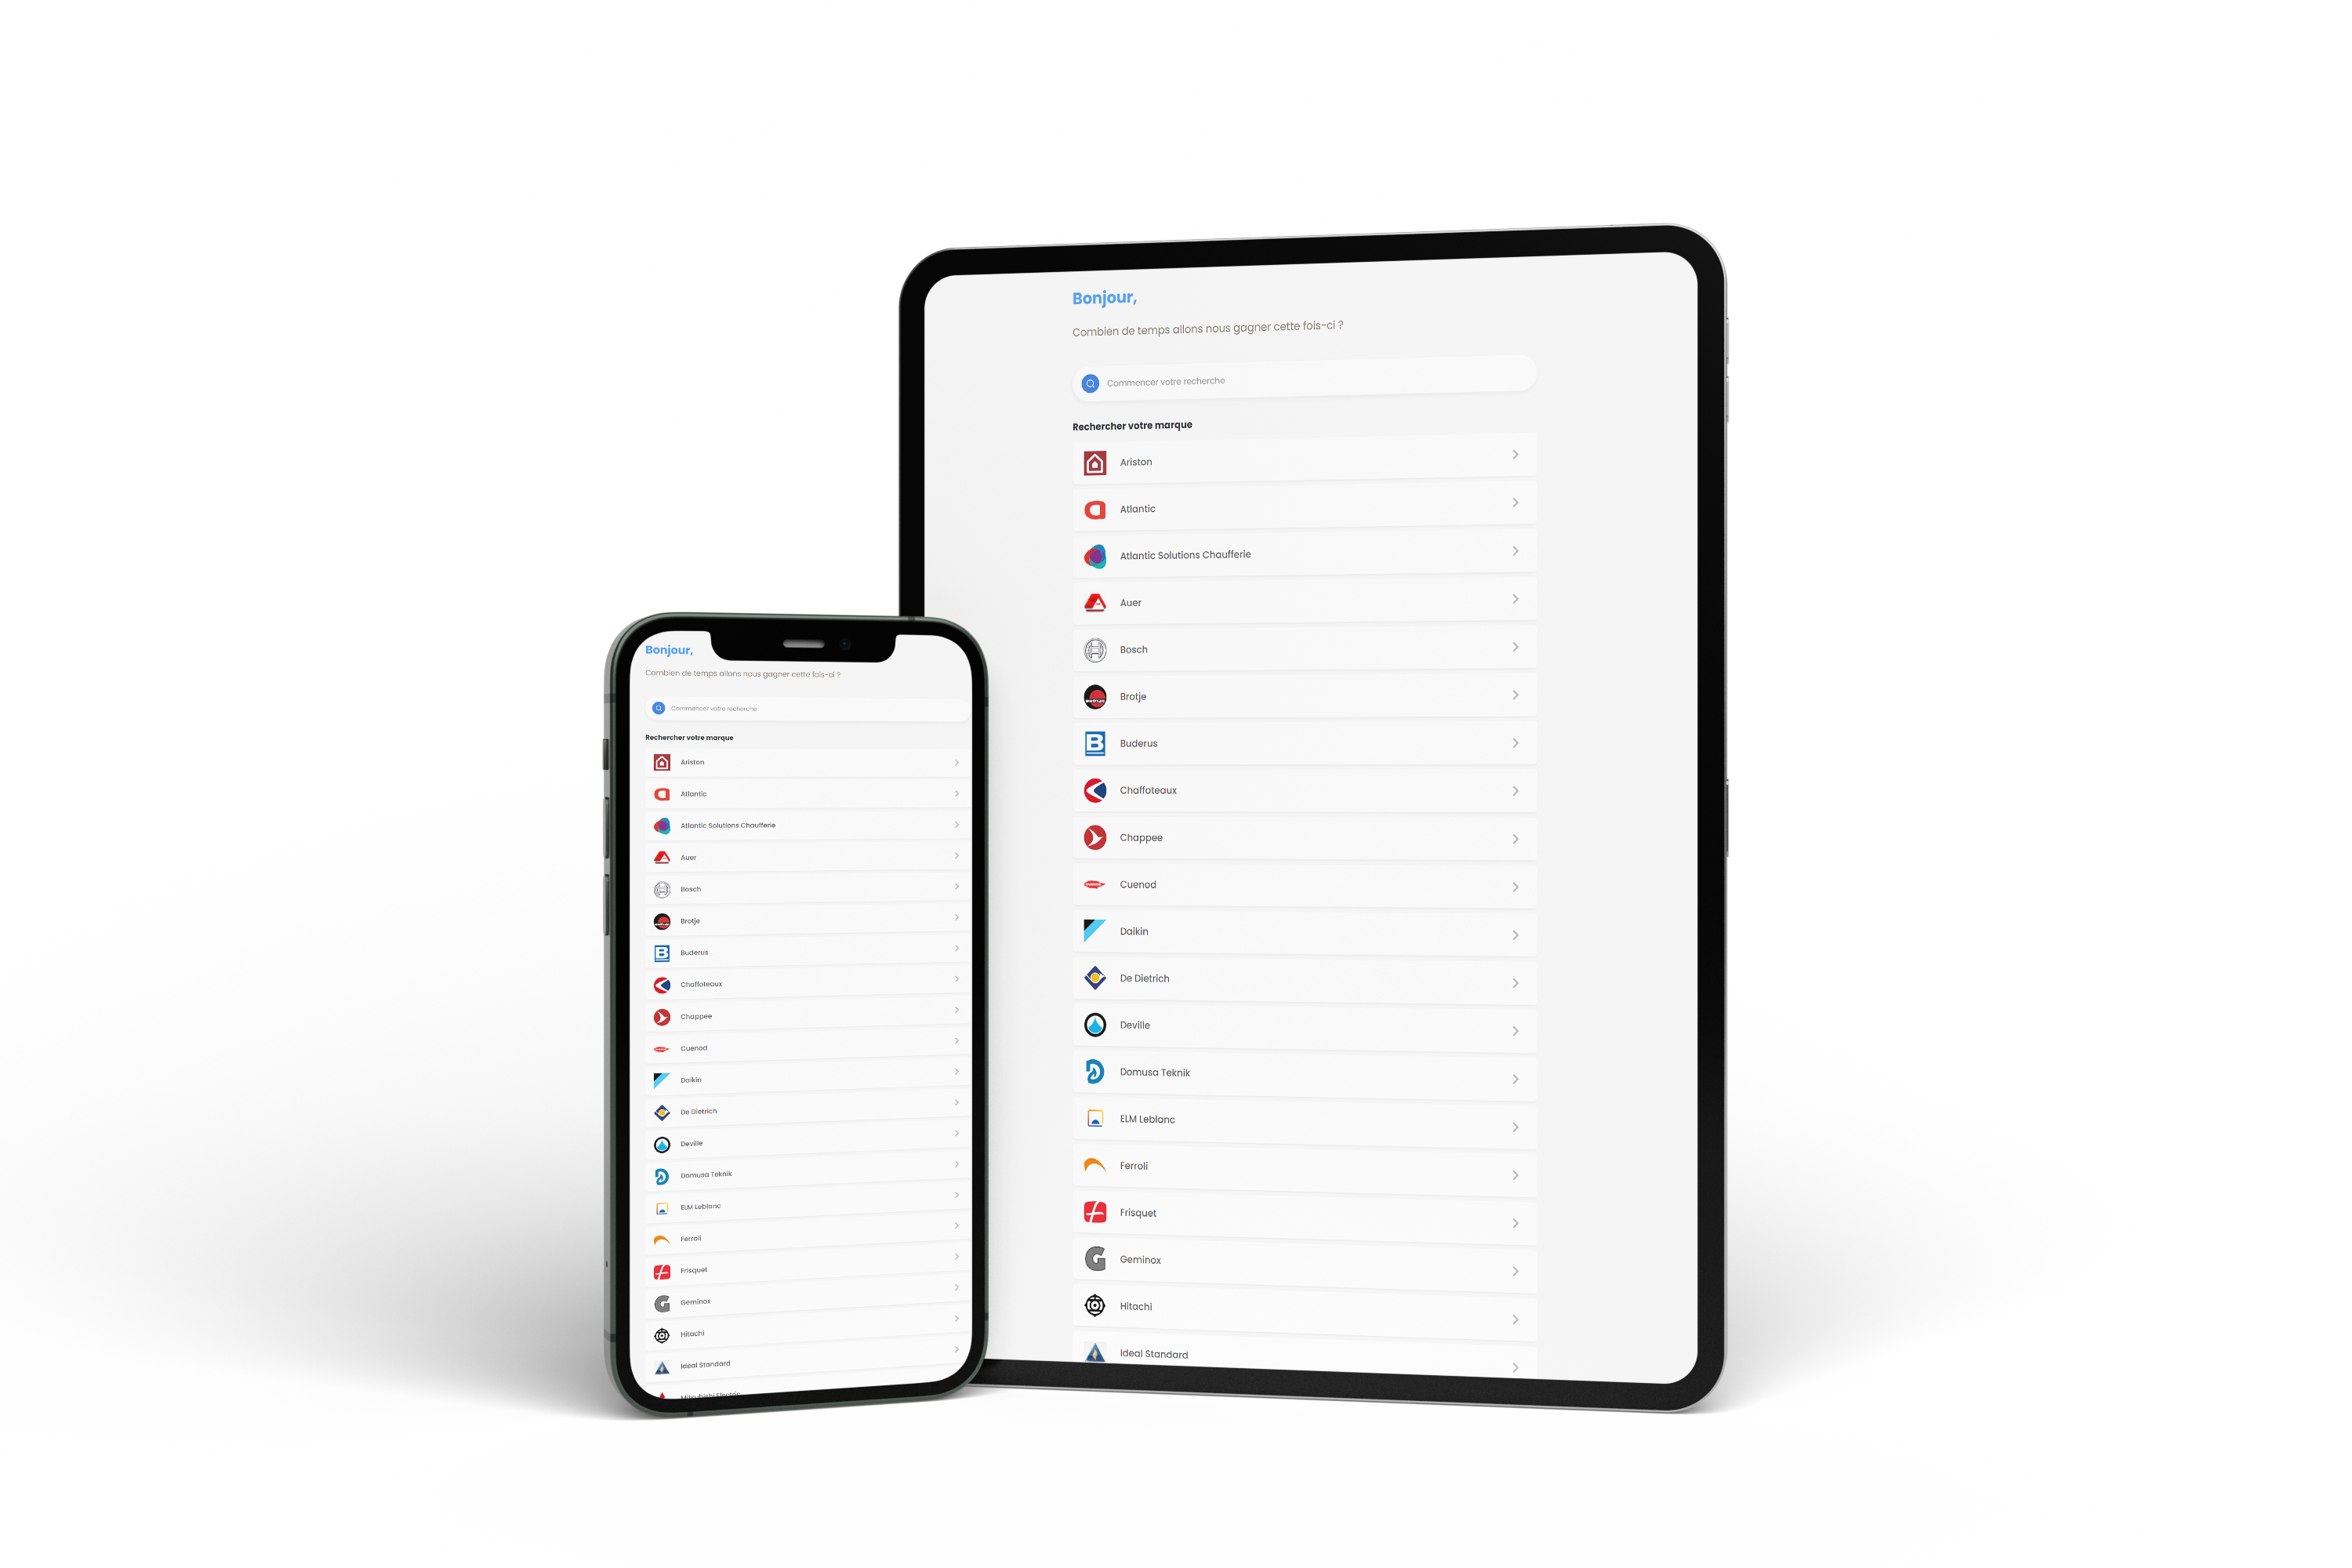 Bonjour,
Combien de temps allons nous gagner cette fois-ci ?
Commencer votre recherche
Rechercher votre marque
Ariston
Atlantic
Atlantic Solutions Chaufferie
Auer
Bosch
Brotje
Buderus
Chaffoteaux
Chappee
Cuenod
Daikin
De Dietrich
Deville
Domusa Teknik
ELM Leblanc
Ferroli
Frisquet
Geminox
Hitachi
Ideal Standard
Mitsubishi Electric
Bonjour,
Combien de temps allons nous gagner cette fois-ci ?
Commencer votre recherche
Rechercher votre marque
Ariston
Atlantic
Atlantic Solutions Chaufferie
Auer
Bosch
Brotje
Buderus
Chaffoteaux
Chappee
Cuenod
Daikin
De Dietrich
Deville
Domusa Teknik
ELM Leblanc
Ferroli
Frisquet
Geminox
Hitachi
Ideal Standard